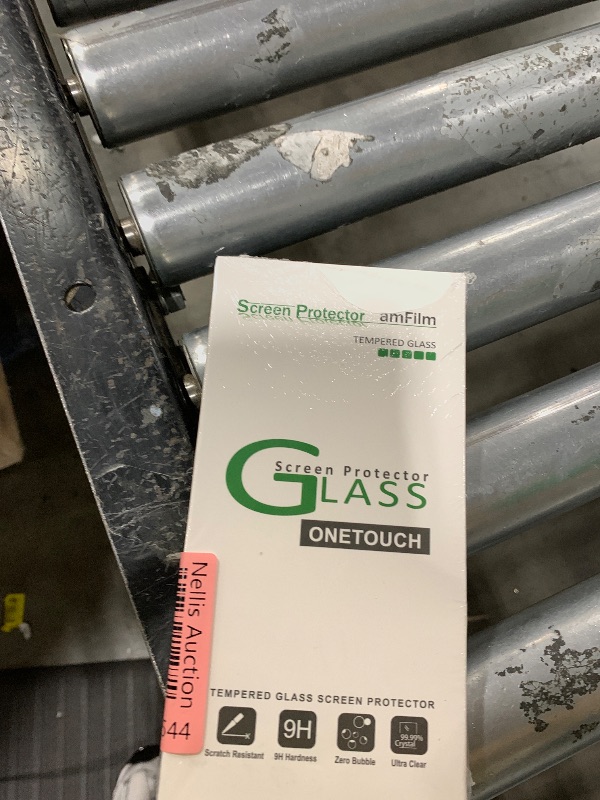 Screen Protector amFilm
TEMPERED GLASS
Screen Protector
GLASS
ONETOUCH
Nellis Auction
544
TEMPERED GLASS SCREEN PROTECTOR
9H
99.99%
Crystal
Scratch Resistant 9H Hardness Zero Bubble Ultra Clear